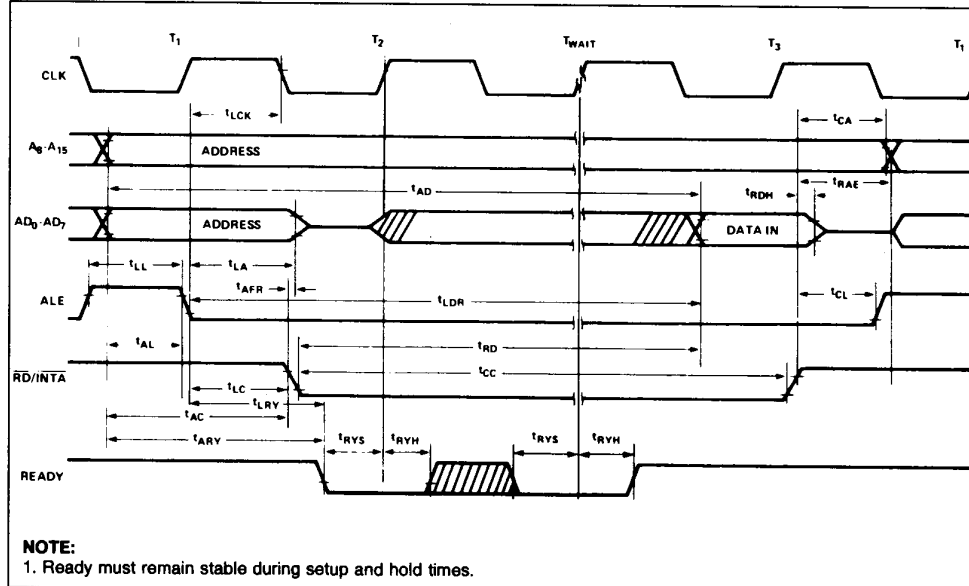 T1 T2 TWAIT T3 T1
CLK
tLCK tCA
A8-A15 ADDRESS
tAD tRDH tRAE
AD0-AD7 ADDRESS DATA IN
tLL tLA
tAFR tLDR tCL
ALE
tAL tRD
RD/INTA tCC
tLC
tLRY
tAC
tARY tRYS tRYH tRYS tRYH
READY
NOTE:
1. Ready must remain stable during setup and hold times.